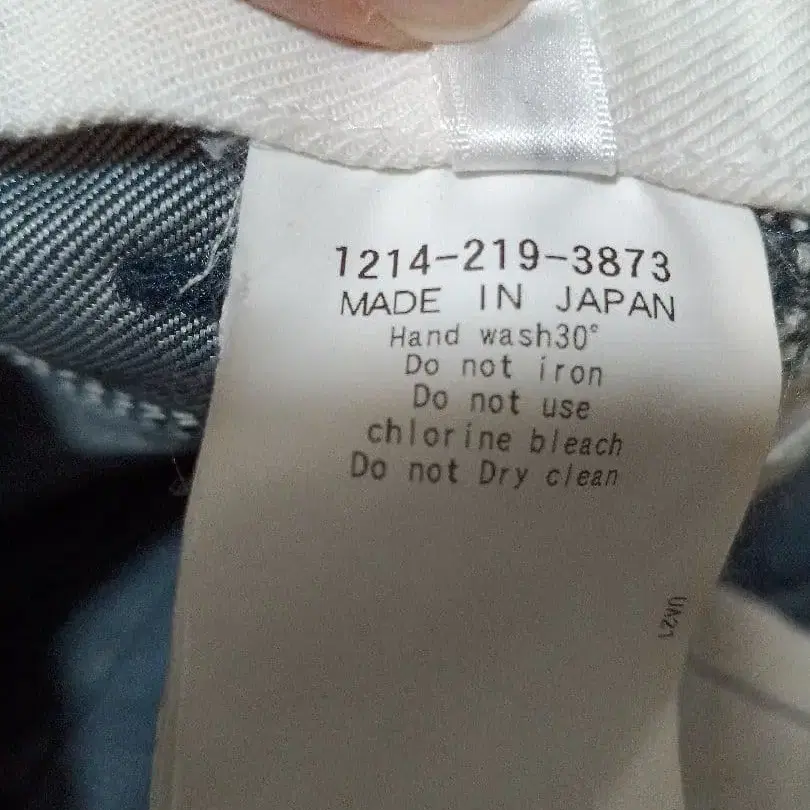 1214-219-3873
MADE IN JAPAN
Hand wash30°
Do not iron
Do not use
chlorine bleach
Do not Dry clean
UA21